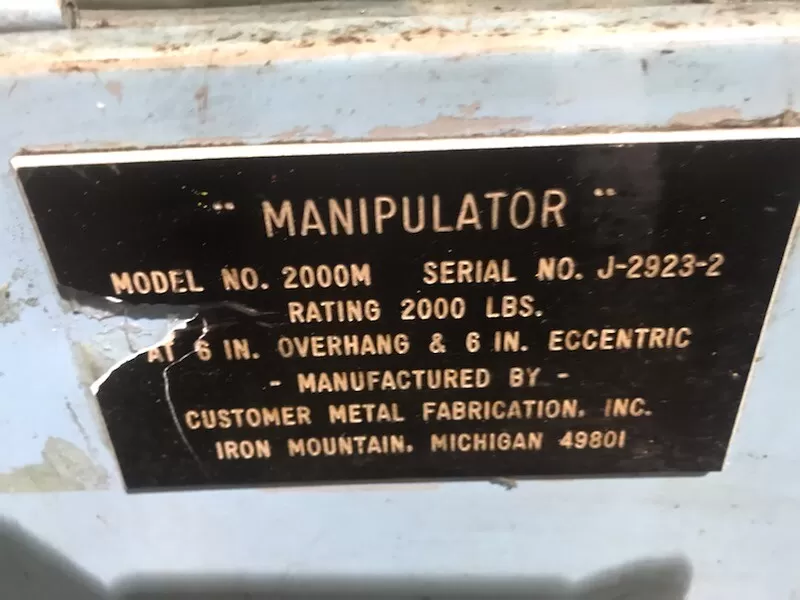 " MANIPULATOR "
MODEL NO. 2000M SERIAL NO. J-2923-2
RATING 2000 LBS.
AT 6 IN. OVERHANG & 6 IN. ECCENTRIC
- MANUFACTURED BY -
CUSTOMER METAL FABRICATION, INC.
IRON MOUNTAIN, MICHIGAN 49801